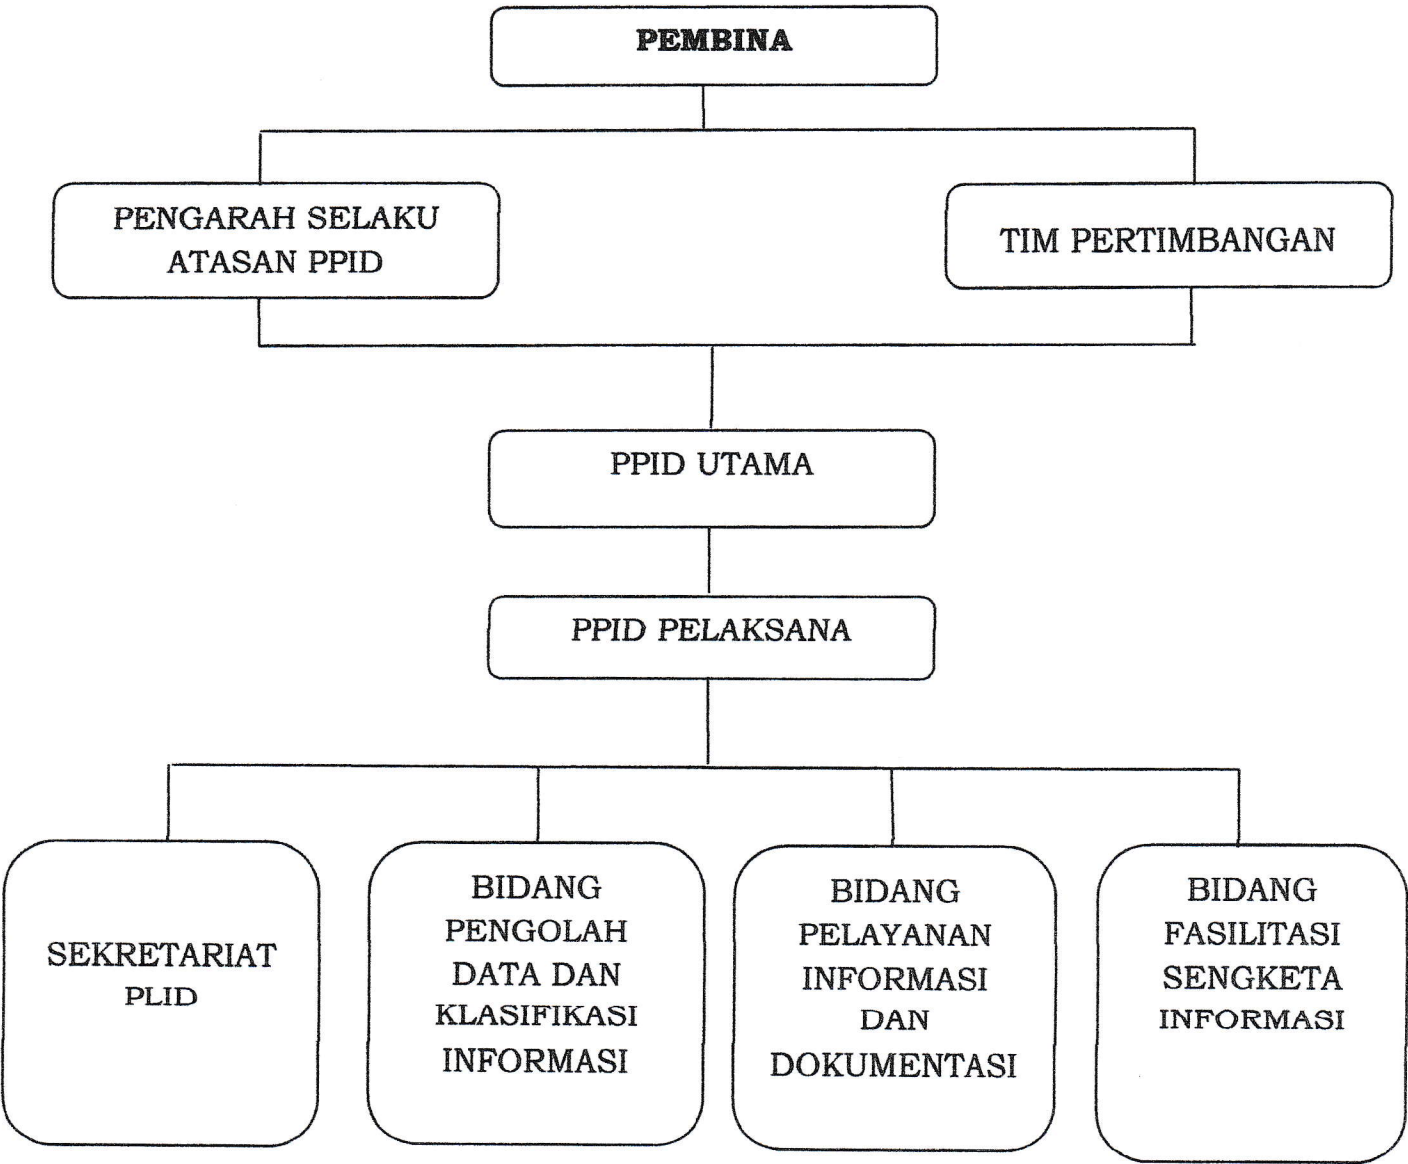 PEMBINA
PENGARAH SELAKU
ATASAN PPID
TIM PERTIMBANGAN
PPID UTAMA
PPID PELAKSANA
SEKRETARIAT
PLID
BIDANG
PENGOLAH
DATA DAN
KLASIFIKASI
INFORMASI
BIDANG
PELAYANAN
INFORMASI
DAN
DOKUMENTASI
BIDANG
FASILITASI
SENGKETA
INFORMASI